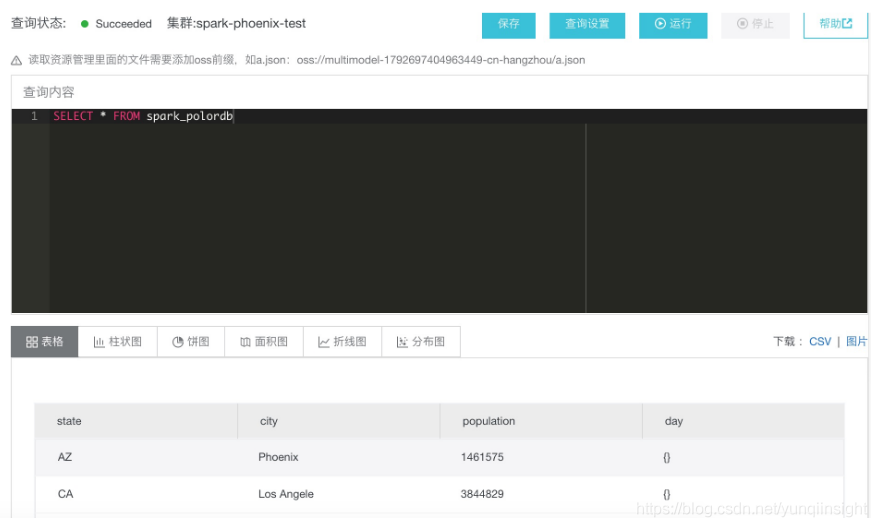 查询状态: Succeeded 集群:spark-phoenix-test 保存 查询设置 运行 停止 帮助
读取资源管理里面的文件需要添加oss前缀，如a.json：oss://multimodel-1792697404963449-cn-hangzhou/a.json
查询内容
1 SELECT * FROM spark_polordb
表格 柱状图 饼图 面积图 折线图 分布图 下载： CSV | 图片
state city population day
AZ Phoenix 1461575 {}
CA Los Angele 3844829 {}
https://blog.csdn.net/yunqiinsight